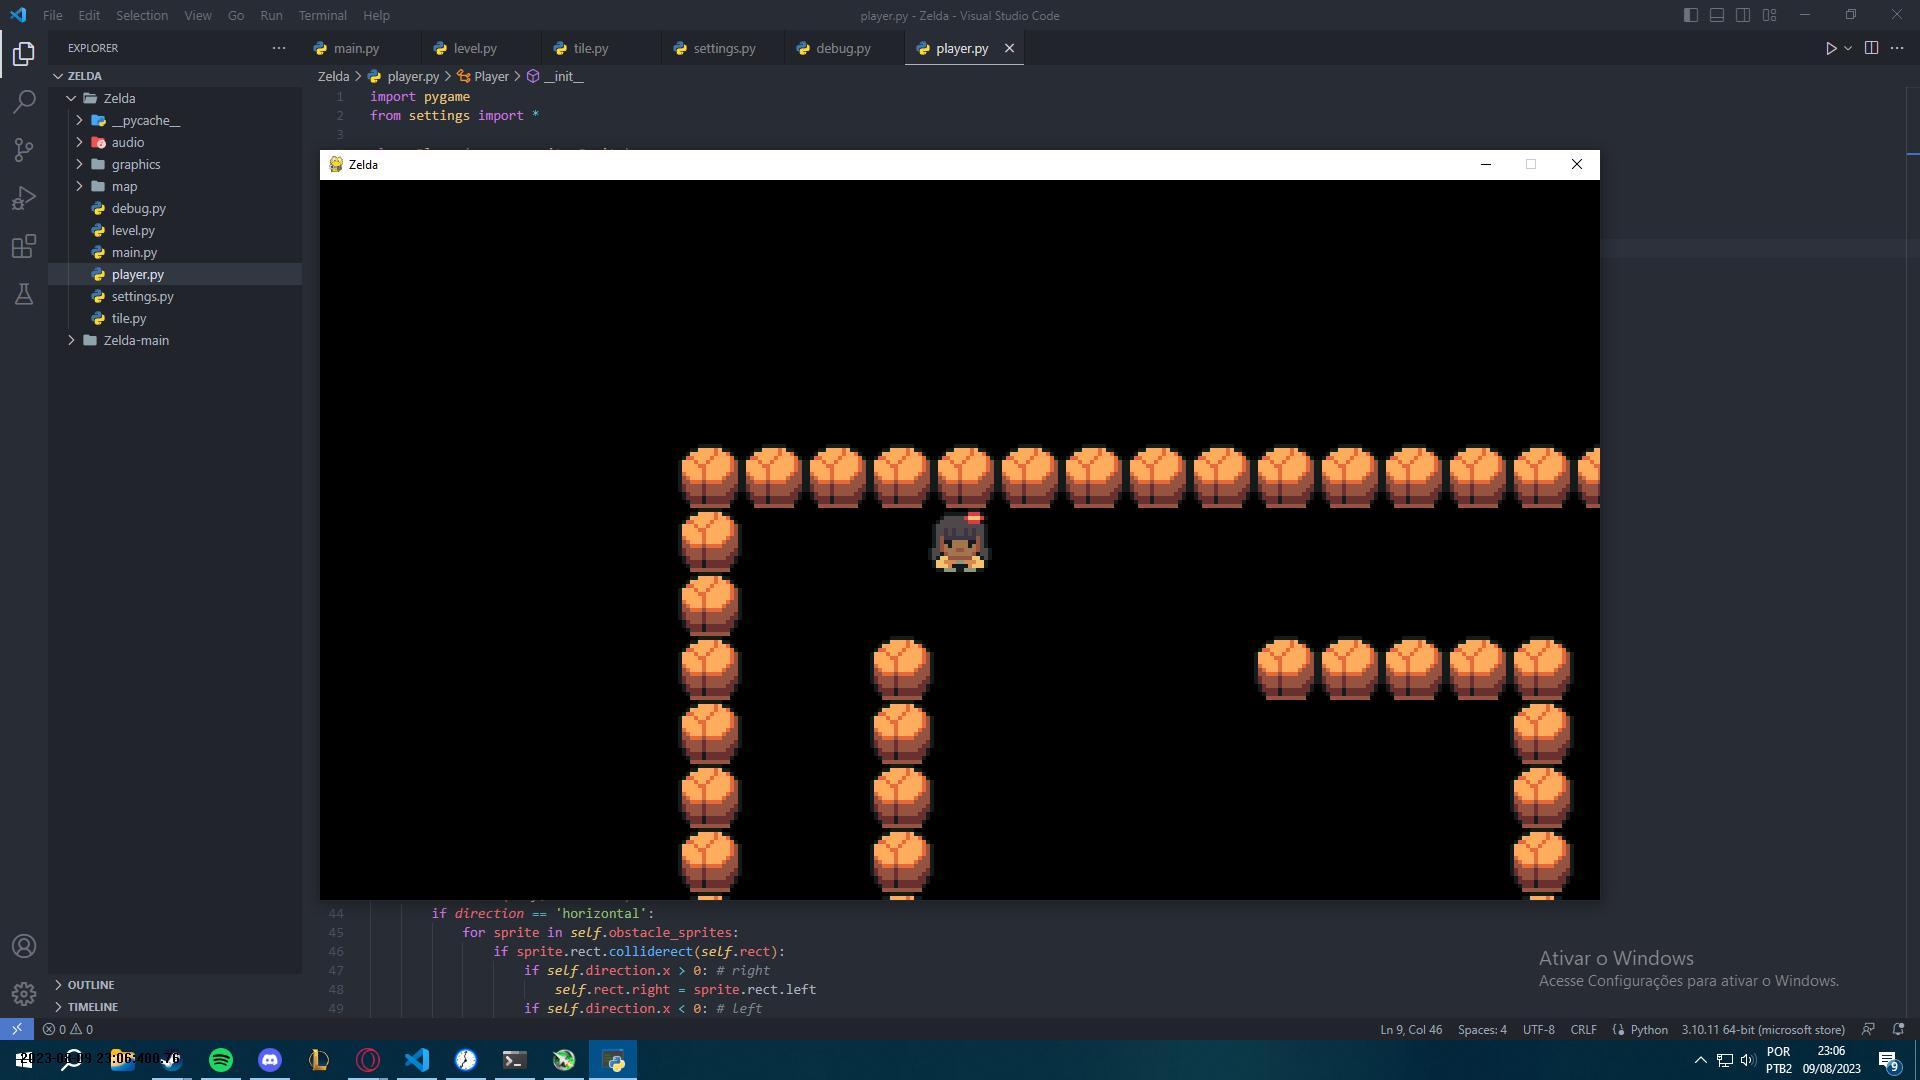 File Edit Selection View Go Run Terminal Help
player.py - Zelda - Visual Studio Code
EXPLORER
main.py level.py tile.py settings.py debug.py player.py
ZELDA
Zelda > player.py > Player > __init__
Zelda
__pycache__
audio
graphics
map
debug.py
level.py
main.py
player.py
settings.py
tile.py
Zelda-main
1 import pygame
2 from settings import *
3
Zelda
44 if direction == 'horizontal':
45 for sprite in self.obstacle_sprites:
46 if sprite.rect.colliderect(self.rect):
47 if self.direction.x > 0: # right
48 self.rect.right = sprite.rect.left
49 if self.direction.x < 0: # left
Ativar o Windows
Acesse Configurações para ativar o Windows.
OUTLINE
TIMELINE
0 0
Ln 9, Col 46 Spaces: 4 UTF-8 CRLF Python 3.10.11 64-bit (microsoft store)
POR
PTB2
23:06
09/08/2023
9